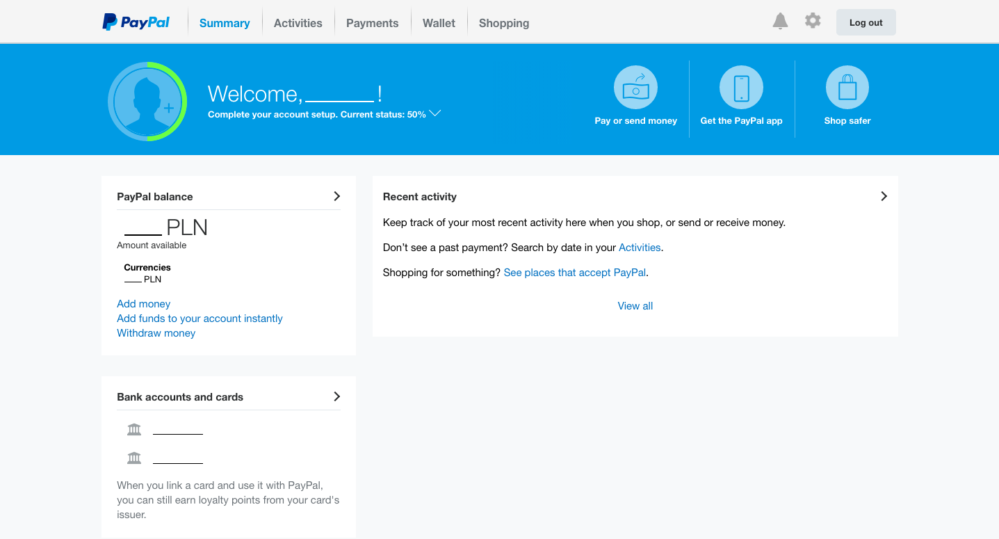 PayPal
Summary
Activities
Payments
Wallet
Shopping
Log out
Welcome, !
Complete your account setup. Current status: 50%
Pay or send money
Get the PayPal app
Shop safer
PayPal balance
PLN
Amount available
Currencies
PLN
Add money
Add funds to your account instantly
Withdraw money
Recent activity
Keep track of your most recent activity here when you shop, or send or receive money.
Don’t see a past payment? Search by date in your Activities.
Shopping for something? See places that accept PayPal.
View all
Bank accounts and cards
When you link a card and use it with PayPal,
you can still earn loyalty points from your card's
issuer.